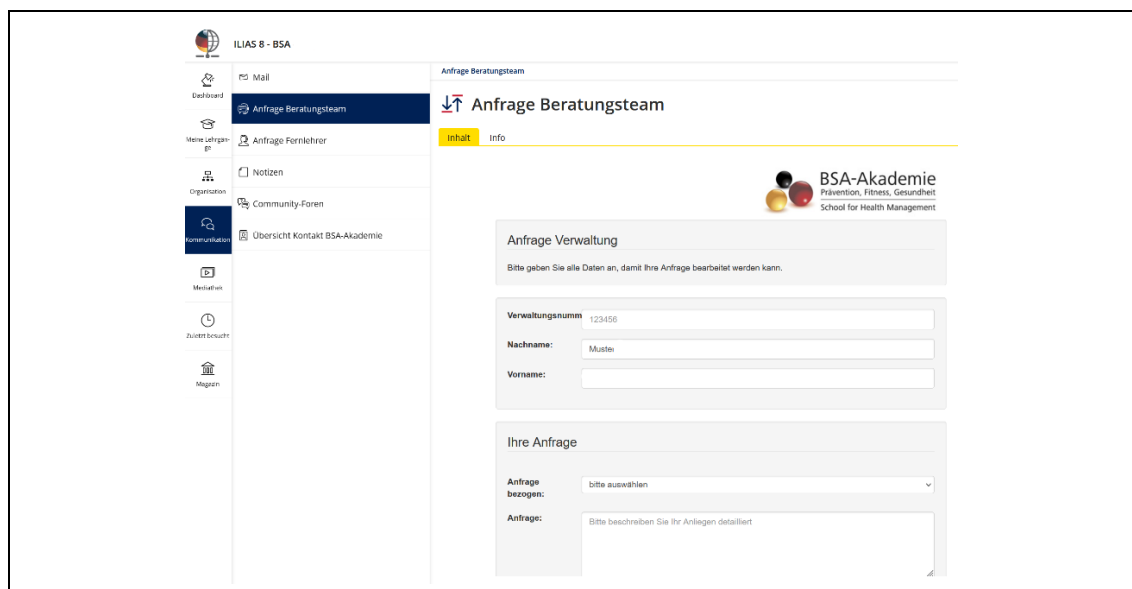 ILIAS 8 - BSA
Dashboard
Meine Lehrgän-
ge
Organisation
Kommunikation
Mediathek
Zuletzt besucht
Magazin
Mail
Anfrage Beratungsteam
Anfrage Fernlehrer
Notizen
Community-Foren
Übersicht Kontakt BSA-Akademie
Anfrage Beratungsteam
Anfrage Beratungsteam
Inhalt Info
BSA-Akademie
Prävention, Fitness, Gesundheit
School for Health Management
Anfrage Verwaltung
Bitte geben Sie alle Daten an, damit Ihre Anfrage bearbeitet werden kann.
Verwaltungsnumm 123456
Nachname: Muster
Vorname:
Ihre Anfrage
Anfrage
bezogen: bitte auswählen
Anfrage: Bitte beschreiben Sie Ihr Anliegen detailliert